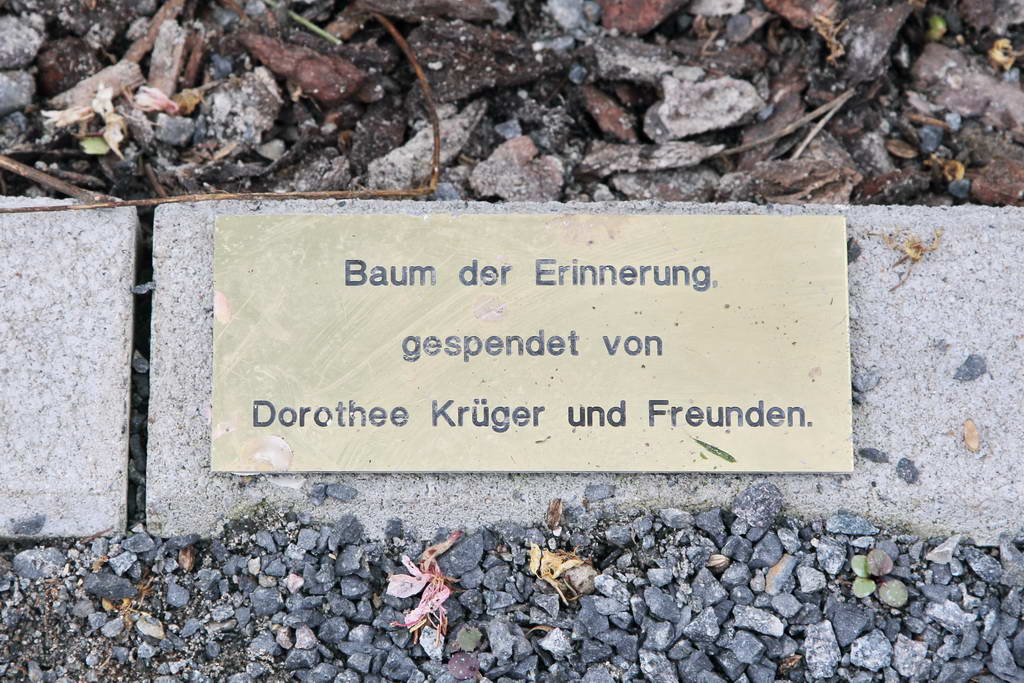 Baum der Erinnerung,
gespendet von
Dorothee Krüger und Freunden.